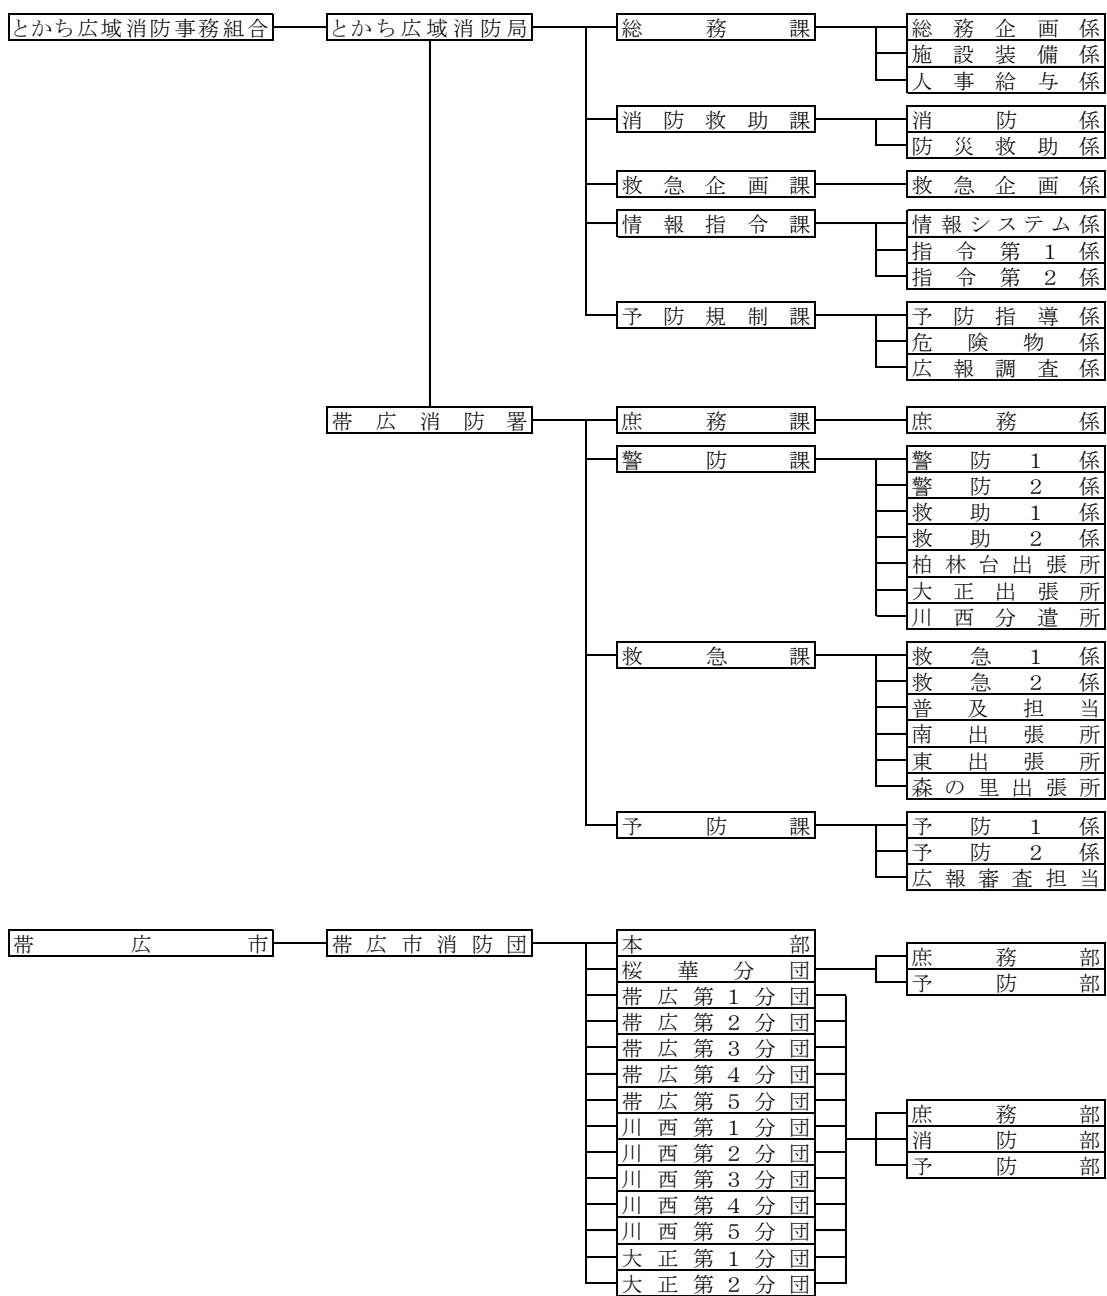 とかち広域消防事務組合 とかち広域消防局 総務課 総務企画係
施設装備係
人事給与係
消防救助課 消防係
防災救助係
救急企画課 救急企画係
情報指令課 情報システム係
指令第1係
指令第2係
予防規制課 予防指導係
危険物係
広報調査係
帯広消防署 庶務課 庶務係
警防課 警防1係
警防2係
救助1係
救助2係
柏林台出張所
大正出張所
川西分遣所
救急課 救急1係
救急2係
普及担当
南出張所
東出張所
森の里出張所
予防課 予防1係
予防2係
広報審査担当
帯広市 帯広市消防団 本部
庶務部
桜華分団
予防部
帯広第1分団
帯広第2分団
帯広第3分団
帯広第4分団
帯広第5分団
庶務部
川西第1分団
消防部
川西第2分団
予防部
川西第3分団
川西第4分団
川西第5分団
大正第1分団
大正第2分団